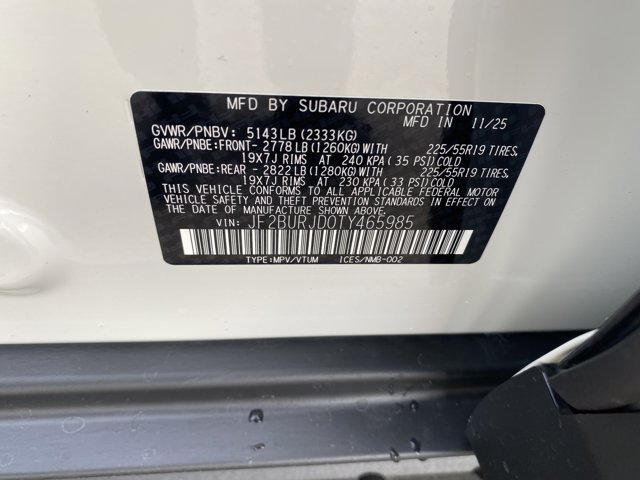 MFD BY SUBARU CORPORATION
MFD IN 11/25
GVWR/PNBV: 5143LB(2333KG)
GAWR/PNBE:FRONT-2778LB(1260KG)WITH 225/55R19 TIRES,
19X7J RIMS AT 240 KPA(35 PSI)COLD
GAWR/PNBE:REAR -2822LB(1280KG)WITH 225/55R19 TIRES,
19X7J RIMS AT 230 KPA(33 PSI)COLD
THIS VEHICLE CONFORMS TO ALL APPLICABLE FEDERAL MOTOR
VEHICLE SAFETY AND THEFT PREVENTION STANDARDS IN EFFECT ON
THE DATE OF MANUFACTURE SHOWN ABOVE.
VIN: JF2BURJD0TY465985
TYPE:MPV/VTUM ICES/NMB-002